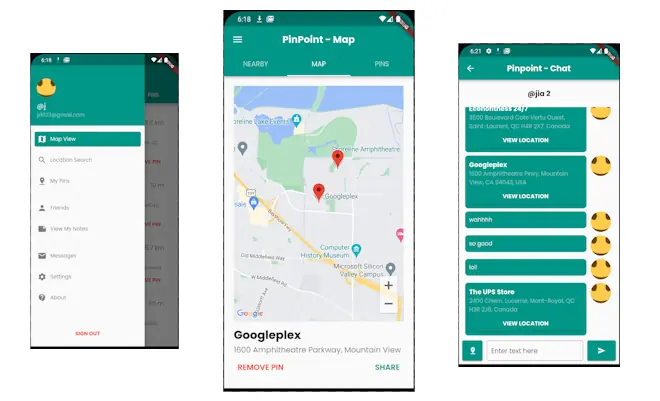 6:18
@j
Map View
Location Search
My Pins
Friends
View My Notes
Messages
Settings
About
SIGN OUT
PINS
6:18
PinPoint - Map
NEARBY
MAP
PINS
Shoreline Lake Events
Shoreline Amphitheatre
Googleplex
Bayshore Fwy
Old Middlefield Way
Computer
History Museum
W Middlefield Rd
Microsoft Silicon
Valley Campus
Google
+
−
Googleplex
1600 Amphitheatre Parkway, Mountain View
REMOVE PIN
SHARE
6:21
Pinpoint - Chat
@jia 2
Éconofitness 24/7
3500 Boulevard Cote Vertu Ouest,
Saint-Laurent, QC H4R 2X7, Canada
VIEW LOCATION
Googleplex
1600 Amphitheatre Pkwy, Mountain
View, CA 94043, USA
VIEW LOCATION
wahhhh
so good
lol!
The UPS Store
2400 Chem. Lucerne, Mont-Royal, QC
H3R 2J8, Canada
VIEW LOCATION
Enter text here